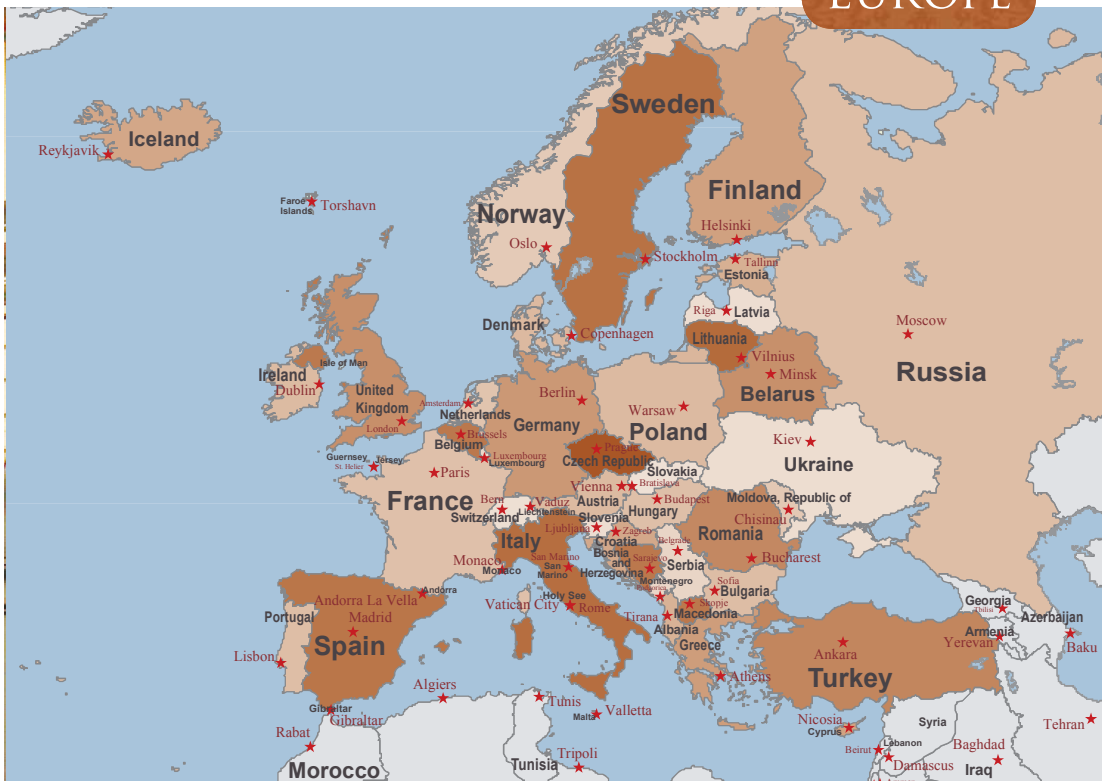 EUROPE
Sweden
Iceland
Reykjavik
Faroe
Islands
Torshavn
Finland
Norway
Helsinki
Oslo
Stockholm
Tallinn
Estonia
Riga
Latvia
Moscow
Denmark
Copenhagen
Lithuania
Vilnius
Minsk
Russia
Isle of Man
Ireland
Dublin
United
Kingdom
London
Belarus
Berlin
Amsterdam
Netherlands
Warsaw
Germany
Poland
Brussels
Belgium
Kiev
Prague
Czech Republic
Ukraine
Guernsey
Jersey
St. Helier
Luxembourg
Luxembourg
Paris
Slovakia
France
Vienna
Bratislava
Bern
Vaduz
Austria
Budapest
Moldova, Republic of
Liechtenstein
Switzerland
Hungary
Chisinau
Slovenia
Ljubljana
Zagreb
Romania
Italy
Croatia
Belgrade
Bosnia
and
Herzegovina
Sarajevo
San Marino
San
Marino
Monaco
Monaco
Serbia
Bucharest
Montenegro
Sofia
Bulgaria
Andorra
Andorra La Vella
Holy See
Vatican City
Rome
Skopje
Macedonia
Tirana
Albania
Georgia
Tbilisi
Azerbaijan
Armenia
Yerevan
Baku
Portugal
Madrid
Spain
Greece
Ankara
Turkey
Lisbon
Athens
Algiers
Tunis
Gibraltar
Gibraltar
Malta
Valletta
Nicosia
Cyprus
Syria
Tehran
Rabat
Lebanon
Beirut
Damascus
Baghdad
Tripoli
Tunisia
Morocco
Iraq